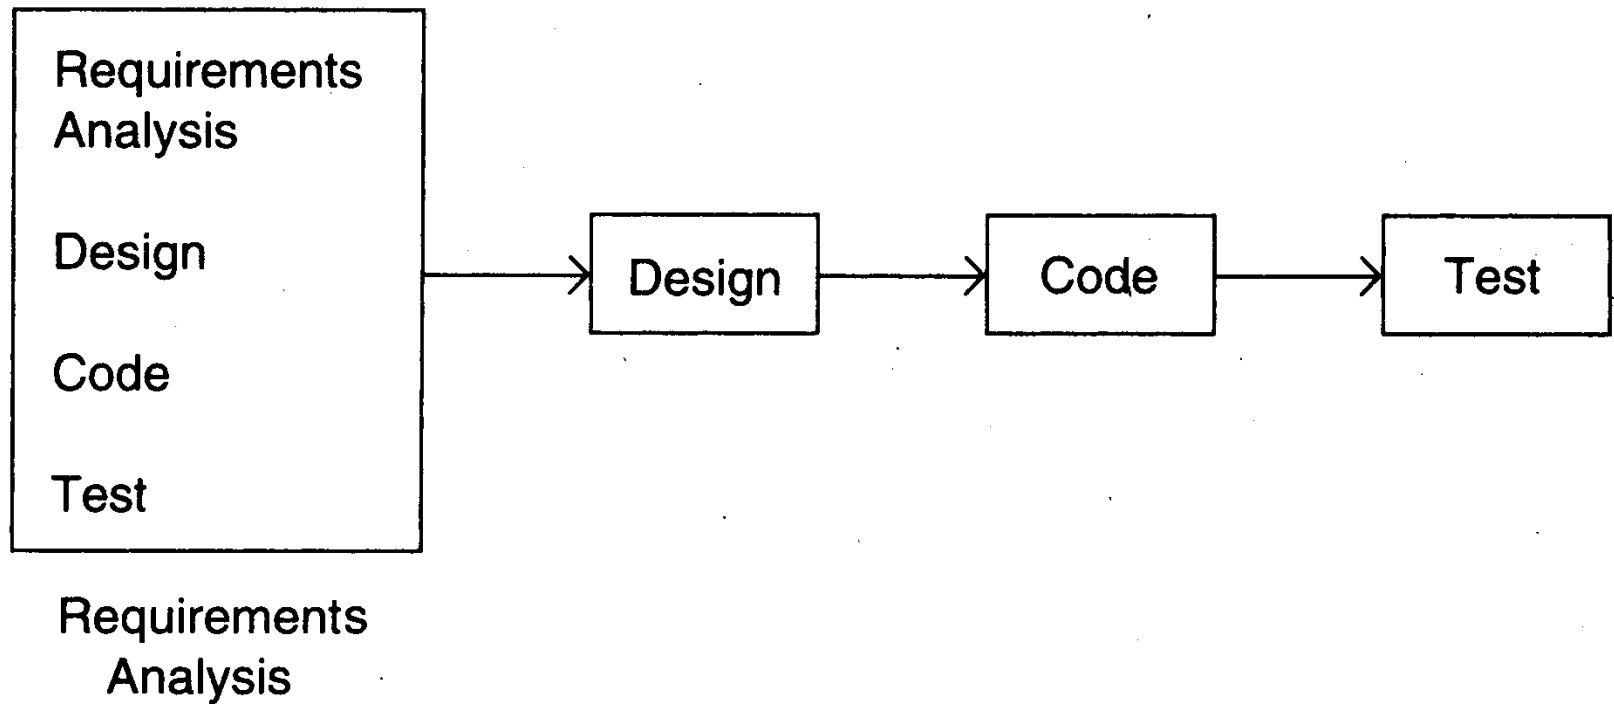 Requirements
Analysis
Design
Code
Test
Requirements
Analysis
Design
Code
Test